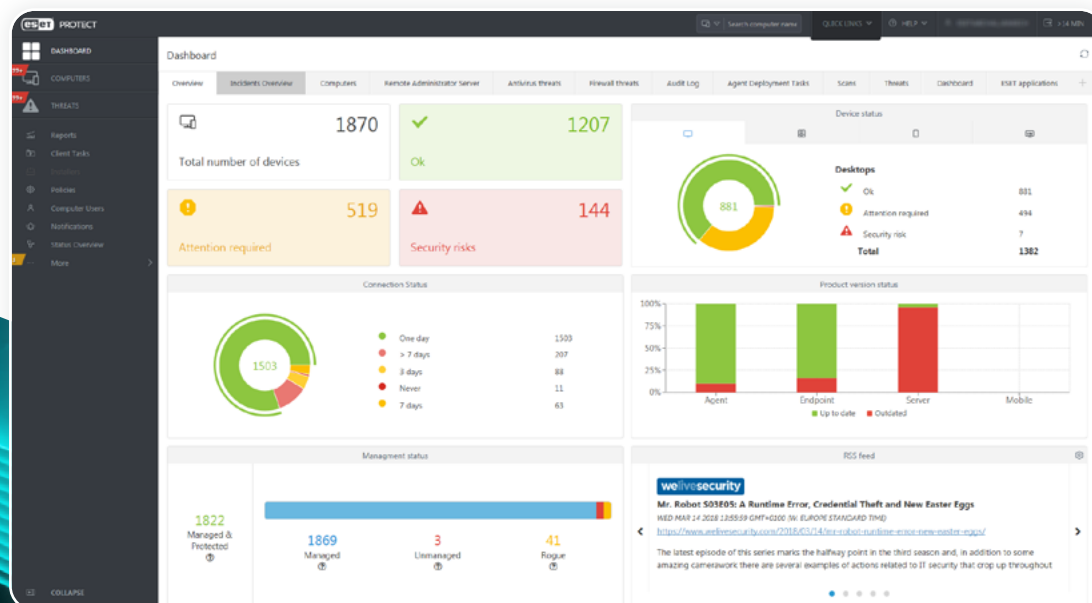 eset PROTECT
Search computer name
QUICK LINKS
HELP
>14 MIN
DASHBOARD
99+
COMPUTERS
99+
THREATS
Reports
Client Tasks
Installers
Policies
Computer Users
Notifications
Status Overview
More
COLLAPSE
Dashboard
Overview
Incidents Overview
Computers
Remote Administrator Server
Antivirus threats
Firewall threats
Audit Log
Agent Deployment Tasks
Scans
Threats
Dashboard
ESET applications
1870
Total number of devices
1207
Ok
519
Attention required
144
Security risks
Device status
881
Desktops
Ok 881
Attention required 494
Security risk 7
Total 1382
Connection Status
1503
One day 1503
> 7 days 207
3 days 88
Never 11
7 days 63
Product version status
100%
75%
50%
25%
0%
Agent Endpoint Server Mobile
Up to date Outdated
Managment status
1822
Managed &
Protected
1869
Managed
3
Unmanaged
41
Rogue
RSS feed
welivesecurity
Mr. Robot S03E05: A Runtime Error, Credential Theft and New Easter Eggs
WED MAR 14 2018 13:55:59 GMT+0100 (W. EUROPE STANDARD TIME)
https://www.welivesecurity.com/2018/03/14/mr-robot-runtime-error-new-easter-eggs/
The latest episode of this series marks the halfway point in the third season and, in addition to some
amazing camerawork there are several examples of actions related to IT security that crop up throughout